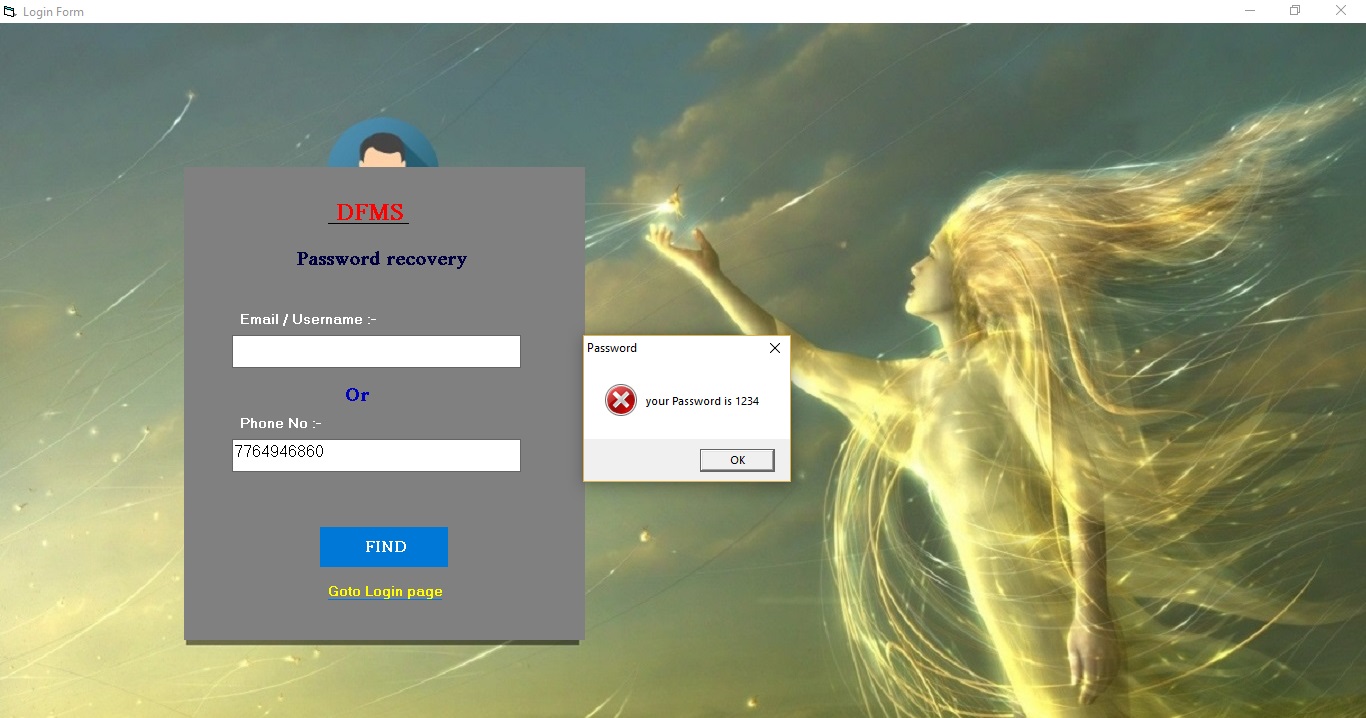 Login Form
DFMS
Password recovery
Email / Username :-
Or
Phone No :-
7764946860
FIND
Goto Login page
Password
your Password is 1234
OK